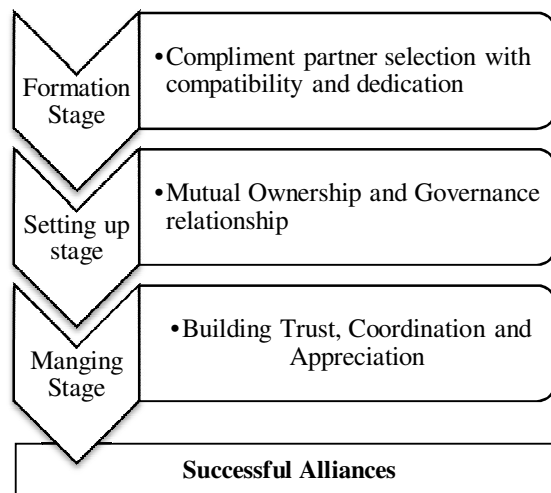 Formation
Stage
•Compliment partner selection with
compatibility and dedication
Setting up
stage
•Mutual Ownership and Governance
relationship
Manging
Stage
•Building Trust, Coordination and
Appreciation
Successful Alliances